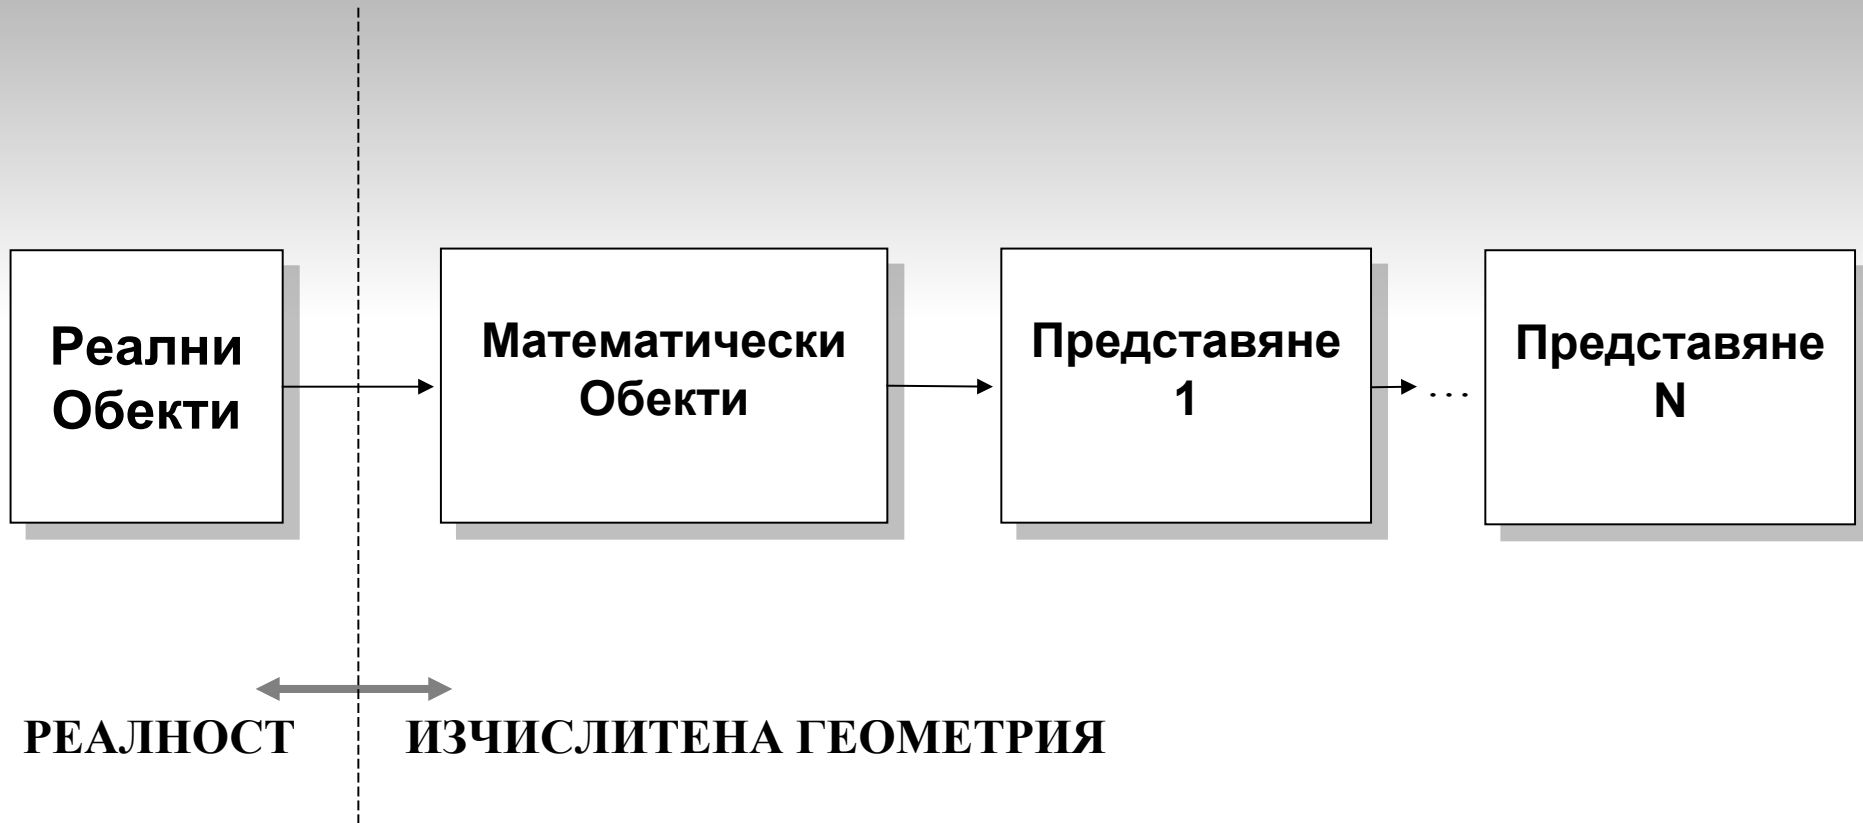 Реални
Обекти
Математически
Обекти
Представяне
1
...
Представяне
N
РЕАЛНОСТ
ИЗЧИСЛИТЕНА ГЕОМЕТРИЯ